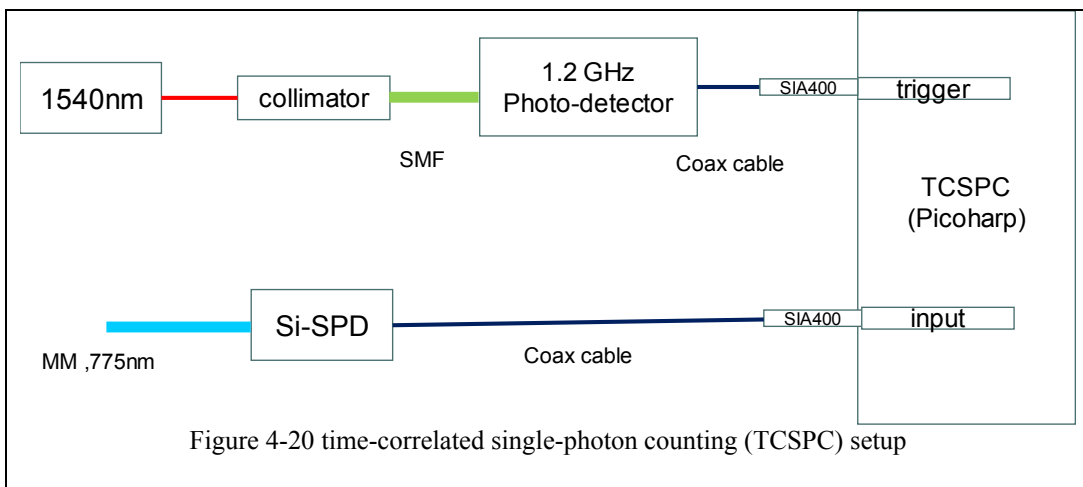 1540nm
collimator
SMF
1.2 GHz
Photo-detector
Coax cable
SIA400
trigger
TCSPC
(Picoharp)
MM ,775nm
Si-SPD
Coax cable
SIA400
input
Figure 4-20 time-correlated single-photon counting (TCSPC) setup